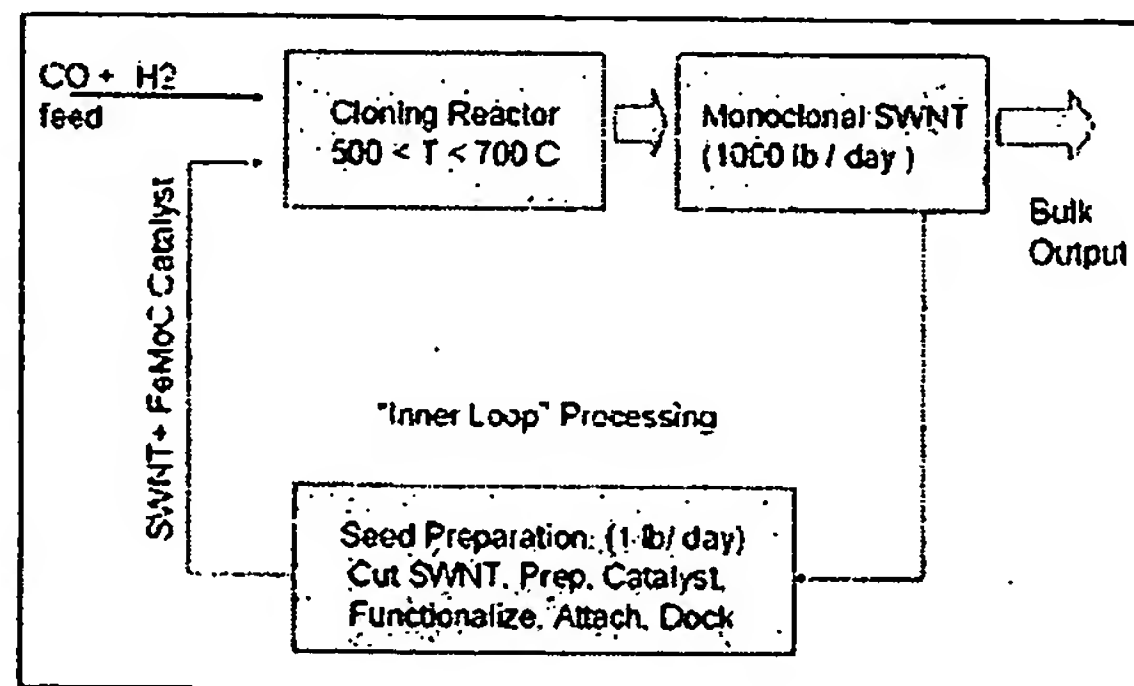 CO + H2
feed
Cloning Reactor
500 < T < 700 C
Monoclonal SWNT
(1000 lb / day )
Bulk
Output
SWNT+ FeMoC Catalyst
"Inner Loop" Processing
Seed Preparation: (1 lb/ day)
Cut SWNT, Prep. Catalyst,
Functionalize, Attach, Dock